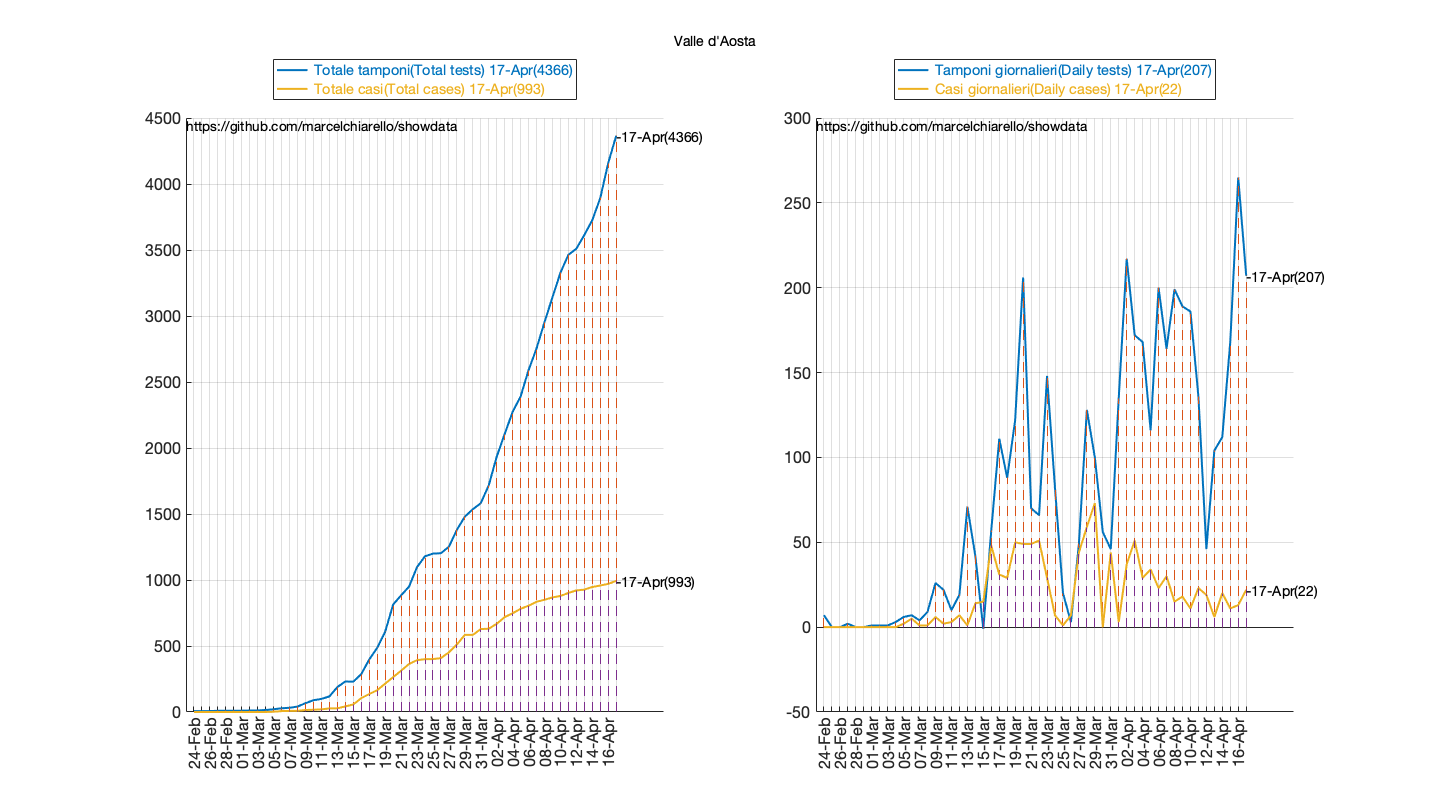 Valle d'Aosta
Totale tamponi(Total tests) 17-Apr(4366)
Totale casi(Total cases) 17-Apr(993)
https://github.com/marcelchiarello/showdata
4500
4000
3500
3000
2500
2000
1500
1000
500
0
17-Apr(4366)
17-Apr(993)
24-Feb
26-Feb
28-Feb
01-Mar
03-Mar
05-Mar
07-Mar
09-Mar
11-Mar
13-Mar
15-Mar
17-Mar
19-Mar
21-Mar
23-Mar
25-Mar
27-Mar
29-Mar
31-Mar
02-Apr
04-Apr
06-Apr
08-Apr
10-Apr
12-Apr
14-Apr
16-Apr
Tamponi giornalieri(Daily tests) 17-Apr(207)
Casi giornalieri(Daily cases) 17-Apr(22)
https://github.com/marcelchiarello/showdata
300
250
200
150
100
50
0
-50
17-Apr(207)
17-Apr(22)
24-Feb
26-Feb
28-Feb
01-Mar
03-Mar
05-Mar
07-Mar
09-Mar
11-Mar
13-Mar
15-Mar
17-Mar
19-Mar
21-Mar
23-Mar
25-Mar
27-Mar
29-Mar
31-Mar
02-Apr
04-Apr
06-Apr
08-Apr
10-Apr
12-Apr
14-Apr
16-Apr